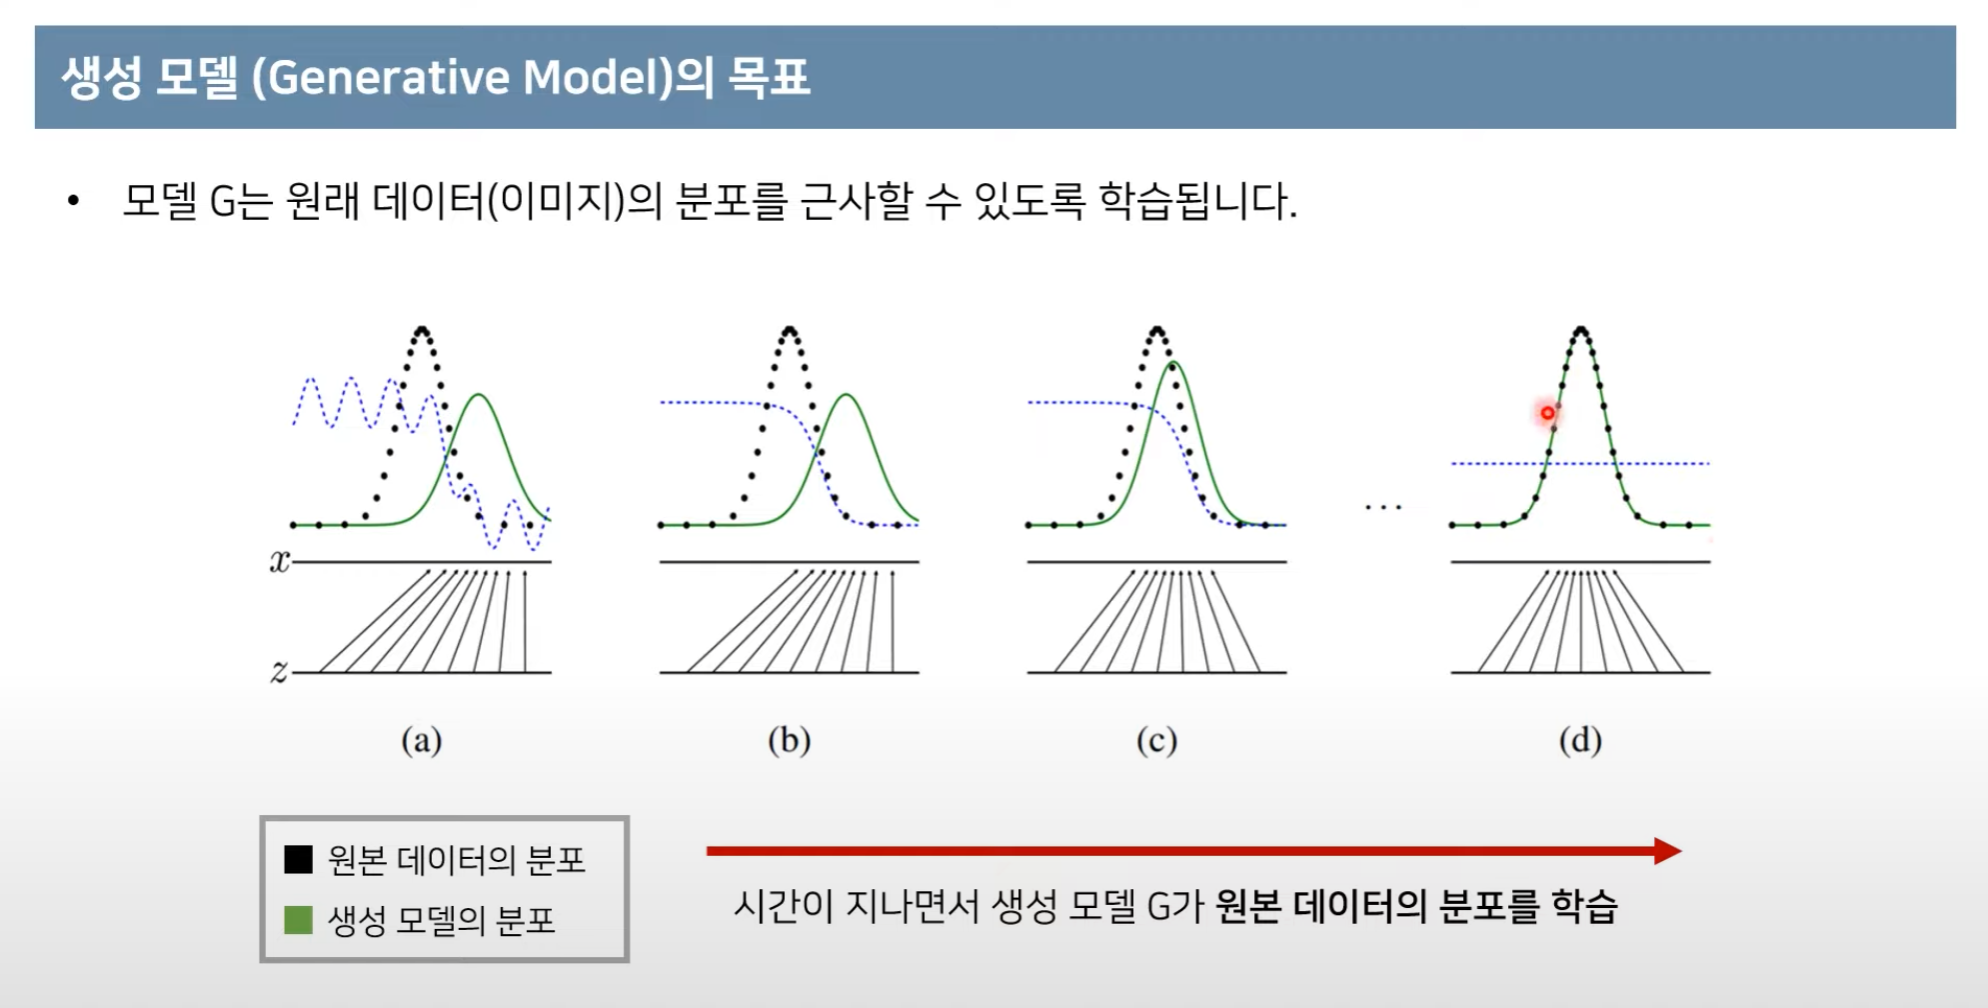 생성 모델 (Generative Model)의 목표
• 모델 G는 원래 데이터(이미지)의 분포를 근사할 수 있도록 학습됩니다.
x
z
...
(a)
(b)
(c)
(d)
원본 데이터의 분포
생성 모델의 분포
시간이 지나면서 생성 모델 G가 원본 데이터의 분포를 학습